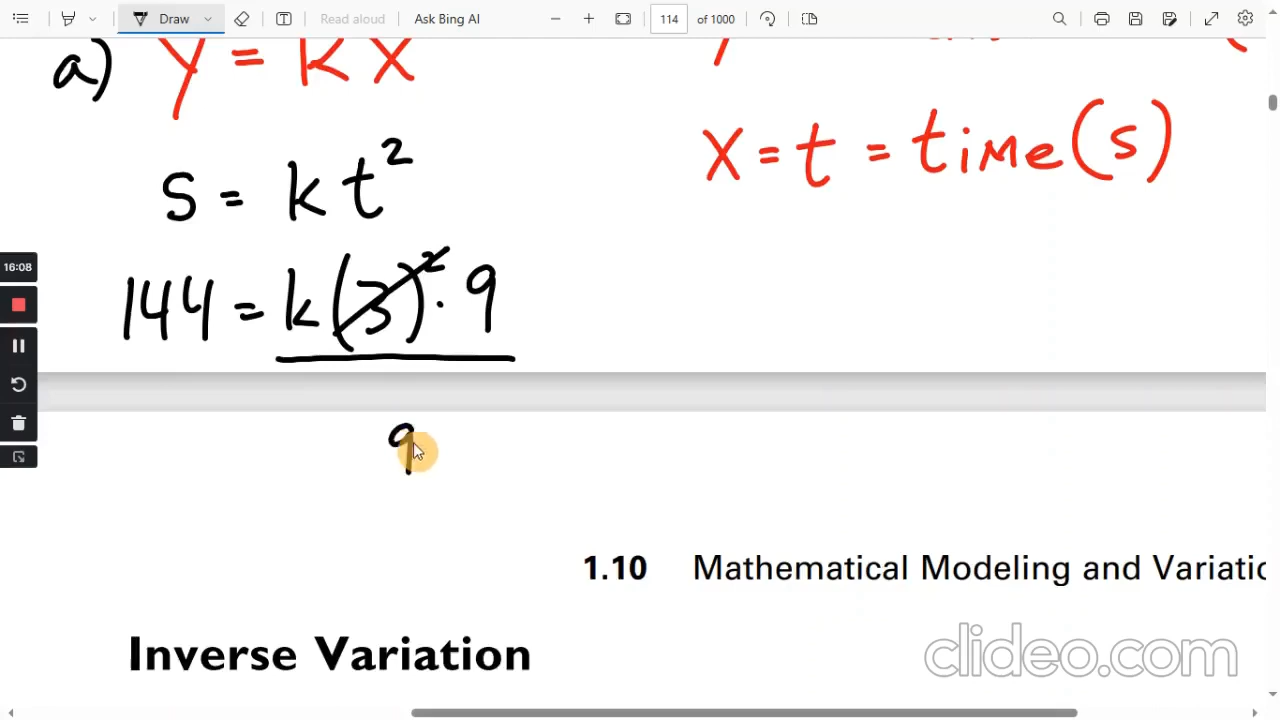 Draw
Read aloud
Ask Bing AI
114 of 1000
a) y = kx
x = t = time(s)
s = kt²
16:08
144 = k(3)² · 9
9
1.10 Mathematical Modeling and Variatio
Inverse Variation
clideo.com